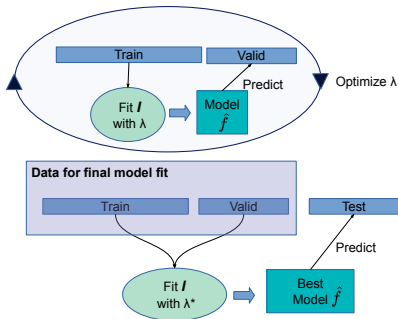 Train
Valid
Predict
Optimize λ
Fit I
with λ
Model
f̂
Data for final model fit
Train
Valid
Test
Predict
Fit I
with λ*
Best
Model f̂